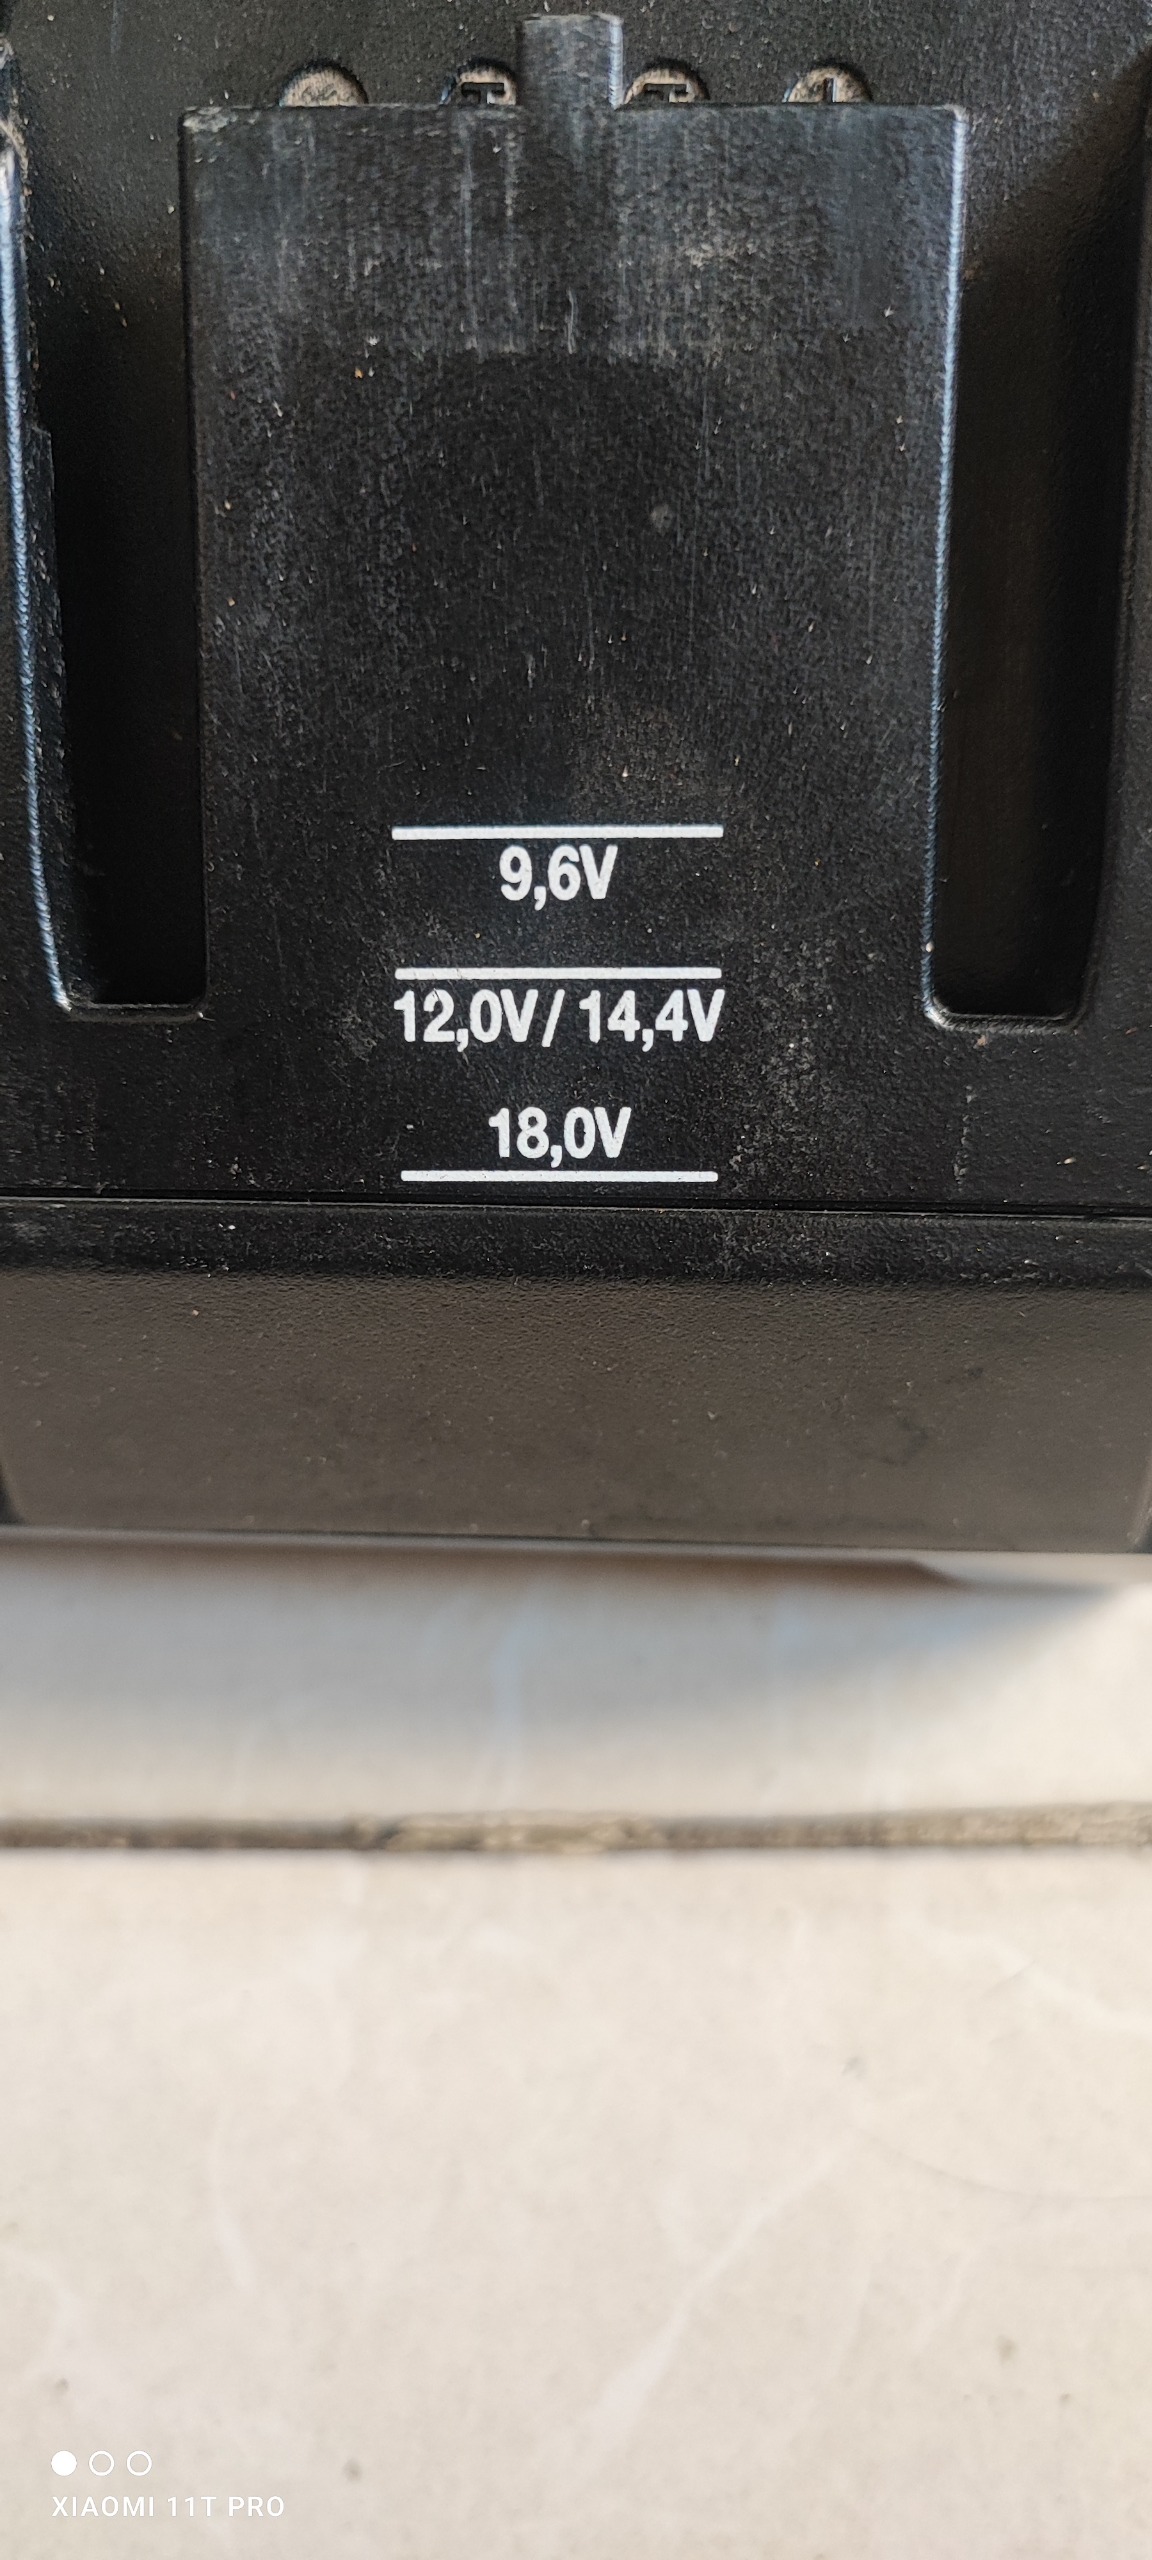 9,6V
12,0V/ 14,4V
18,0V
XIAOMI 11T PRO